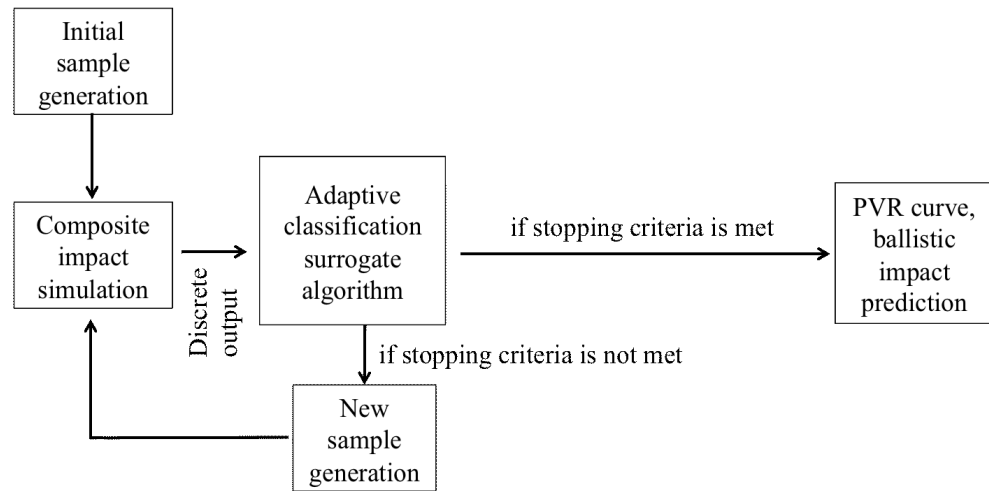 Initial
sample
generation
Composite
impact
simulation
Discrete
output
Adaptive
classification
surrogate
algorithm
if stopping criteria is met
PVR curve,
ballistic
impact
prediction
if stopping criteria is not met
New
sample
generation